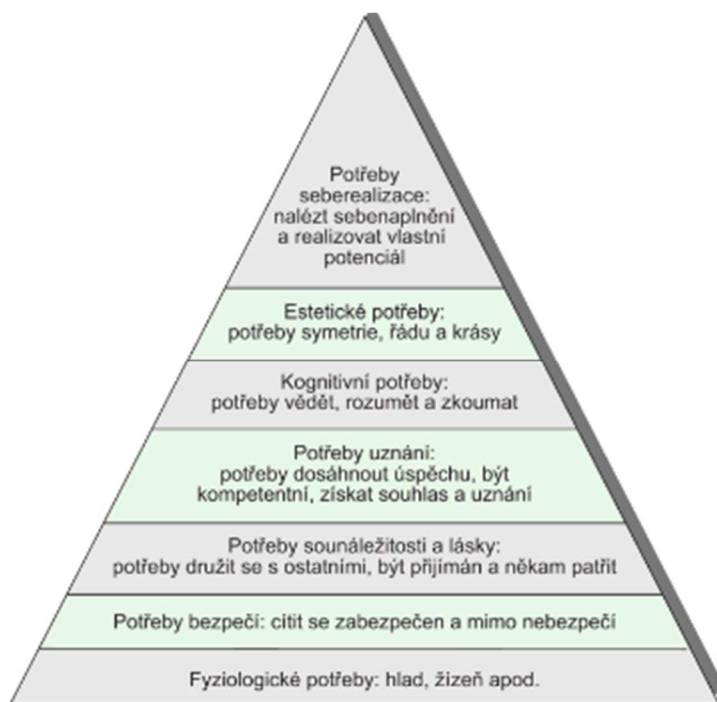 Potřeby
seberealizace:
nalézt sebenaplnění
a realizovat vlastní
potenciál
Estetické potřeby:
potřeby symetrie, řádu a krásy
Kognitivní potřeby:
potřeby vědět, rozumět a zkoumat
Potřeby uznání:
potřeby dosáhnout úspěchu, být
kompetentní, získat souhlas a uznání
Potřeby sounáležitosti a lásky:
potřeby družit se s ostatními, být přijímán a někam patřit
Potřeby bezpečí: cítit se zabezpečen a mimo nebezpečí
Fyziologické potřeby: hlad, žízeň apod.